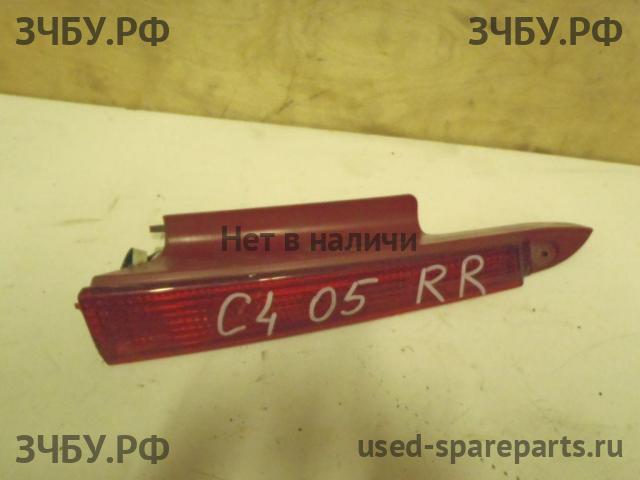 ЗЧБУ.РФ ЗЧБУ.РФ
Нет в наличи
C4 05 RR
ЗЧБУ.РФ used-spareparts.ru